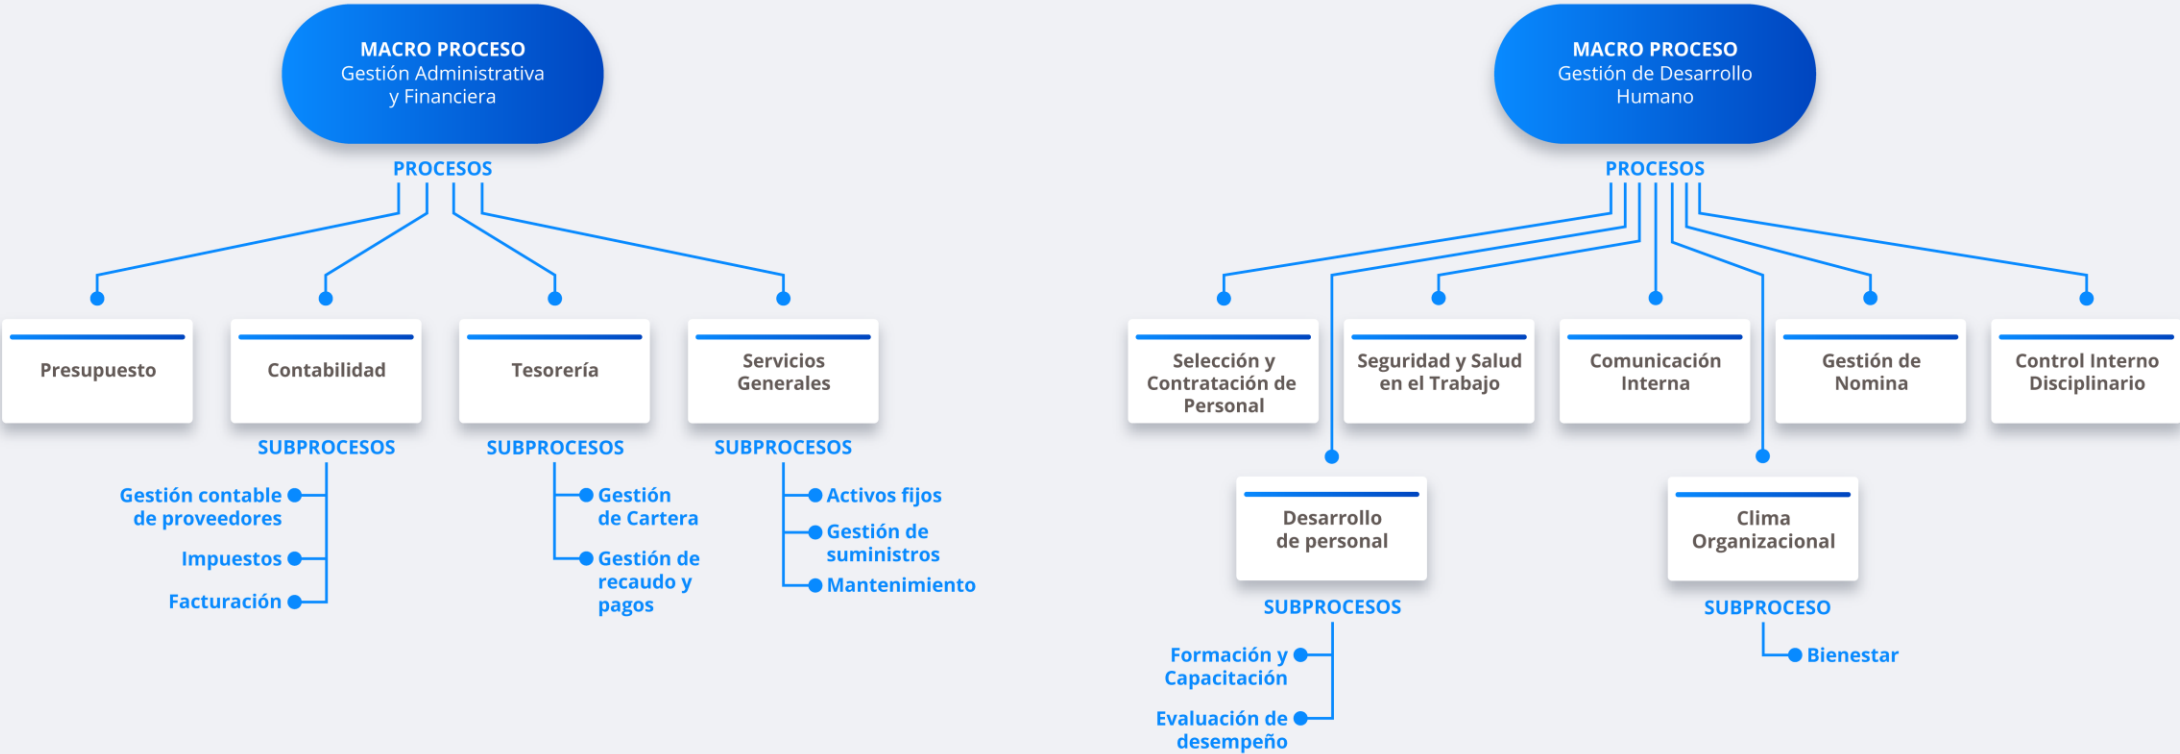 MACRO PROCESO
Gestión Administrativa
y Financiera
PROCESOS
Presupuesto
Contabilidad
SUBPROCESOS
Gestión contable
de proveedores
Impuestos
Facturación
Tesorería
SUBPROCESOS
Gestión
de Cartera
Gestión de
recaudo y
pagos
Servicios
Generales
SUBPROCESOS
Activos fijos
Gestión de
suministros
Mantenimiento
MACRO PROCESO
Gestión de Desarrollo
Humano
PROCESOS
Selección y
Contratación de
Personal
Seguridad y Salud
en el Trabajo
Comunicación
Interna
Gestión de
Nomina
Control Interno
Disciplinario
Desarrollo
de personal
SUBPROCESOS
Formación y
Capacitación
Evaluación de
desempeño
Clima
Organizacional
SUBPROCESO
Bienestar